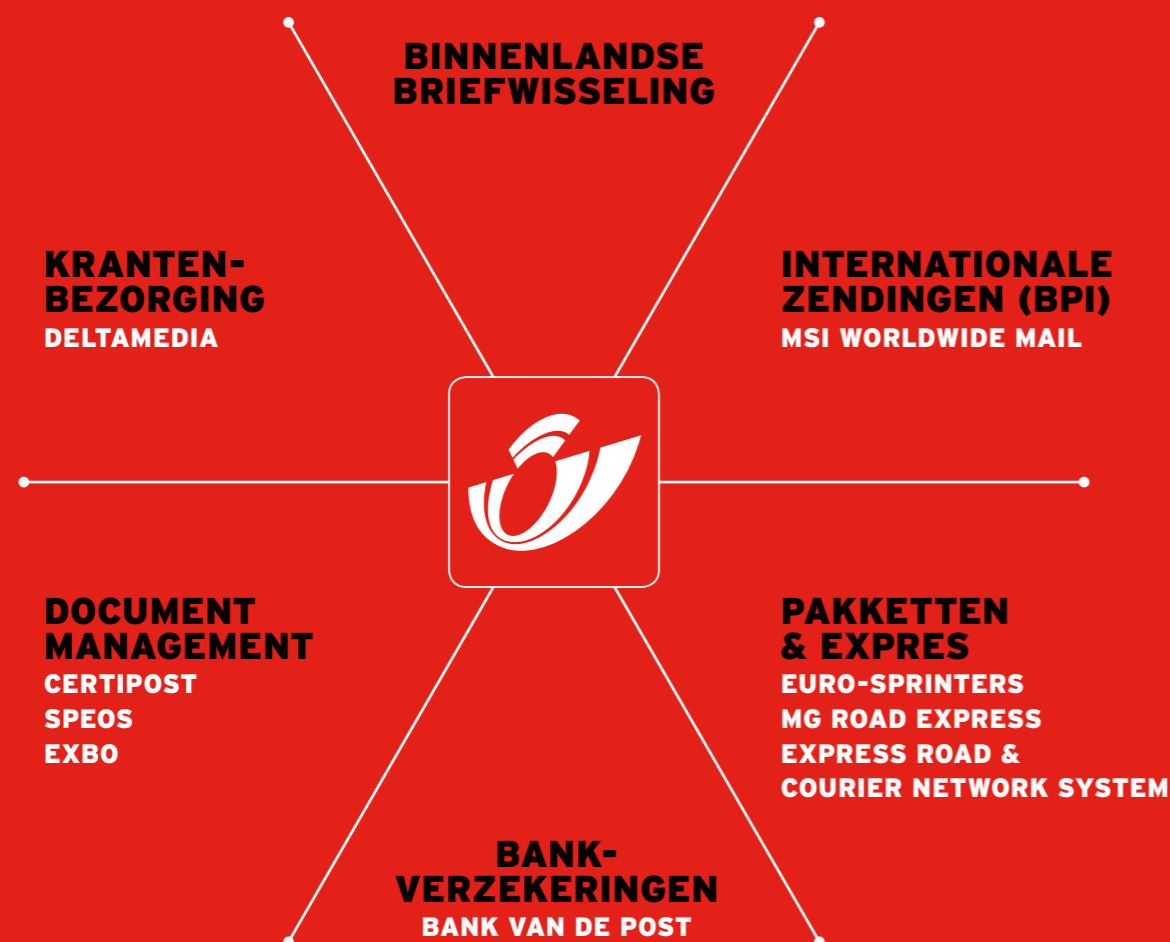 BINNENLANDSE
BRIEFWISSELING
KRANTEN-
BEZORGING
DELTAMEDIA
INTERNATIONALE
ZENDINGEN (BPI)
MSI WORLDWIDE MAIL
DOCUMENT
MANAGEMENT
CERTIPOST
SPEOS
EXBO
PAKKETTEN
& EXPRES
EURO-SPRINTERS
MG ROAD EXPRESS
EXPRESS ROAD &
COURIER NETWORK SYSTEM
BANK-
VERZEKERINGEN
BANK VAN DE POST